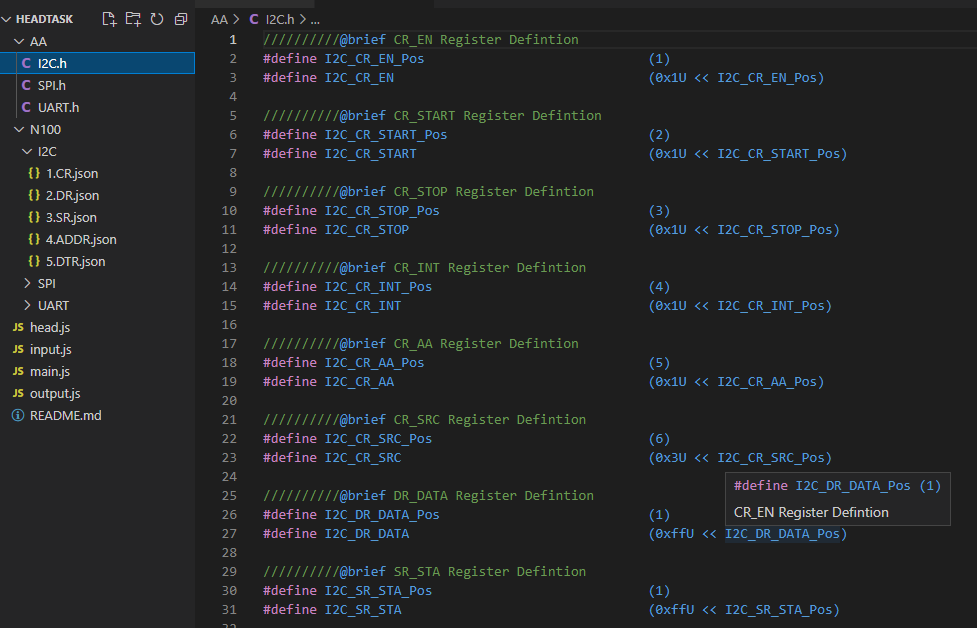 HEADTASK
AA
C I2C.h
C SPI.h
C UART.h
N100
I2C
{} 1.CR.json
{} 2.DR.json
{} 3.SR.json
{} 4.ADDR.json
{} 5.DTR.json
SPI
UART
JS head.js
JS input.js
JS main.js
JS output.js
README.md
AA > C I2C.h > ...
1 //////////@brief CR_EN Register Defintion
2 #define I2C_CR_EN_Pos (1)
3 #define I2C_CR_EN (0x1U << I2C_CR_EN_Pos)
4
5 //////////@brief CR_START Register Defintion
6 #define I2C_CR_START_Pos (2)
7 #define I2C_CR_START (0x1U << I2C_CR_START_Pos)
8
9 //////////@brief CR_STOP Register Defintion
10 #define I2C_CR_STOP_Pos (3)
11 #define I2C_CR_STOP (0x1U << I2C_CR_STOP_Pos)
12
13 //////////@brief CR_INT Register Defintion
14 #define I2C_CR_INT_Pos (4)
15 #define I2C_CR_INT (0x1U << I2C_CR_INT_Pos)
16
17 //////////@brief CR_AA Register Defintion
18 #define I2C_CR_AA_Pos (5)
19 #define I2C_CR_AA (0x1U << I2C_CR_AA_Pos)
20
21 //////////@brief CR_SRC Register Defintion
22 #define I2C_CR_SRC_Pos (6)
23 #define I2C_CR_SRC (0x3U << I2C_CR_SRC_Pos)
24
#define I2C_DR_DATA_Pos (1)
CR_EN Register Defintion
25 //////////@brief DR_DATA Register Defintion
26 #define I2C_DR_DATA_Pos (1)
27 #define I2C_DR_DATA (0xffU << I2C_DR_DATA_Pos)
28
29 //////////@brief SR_STA Register Defintion
30 #define I2C_SR_STA_Pos (1)
31 #define I2C_SR_STA (0xffU << I2C_SR_STA_Pos)